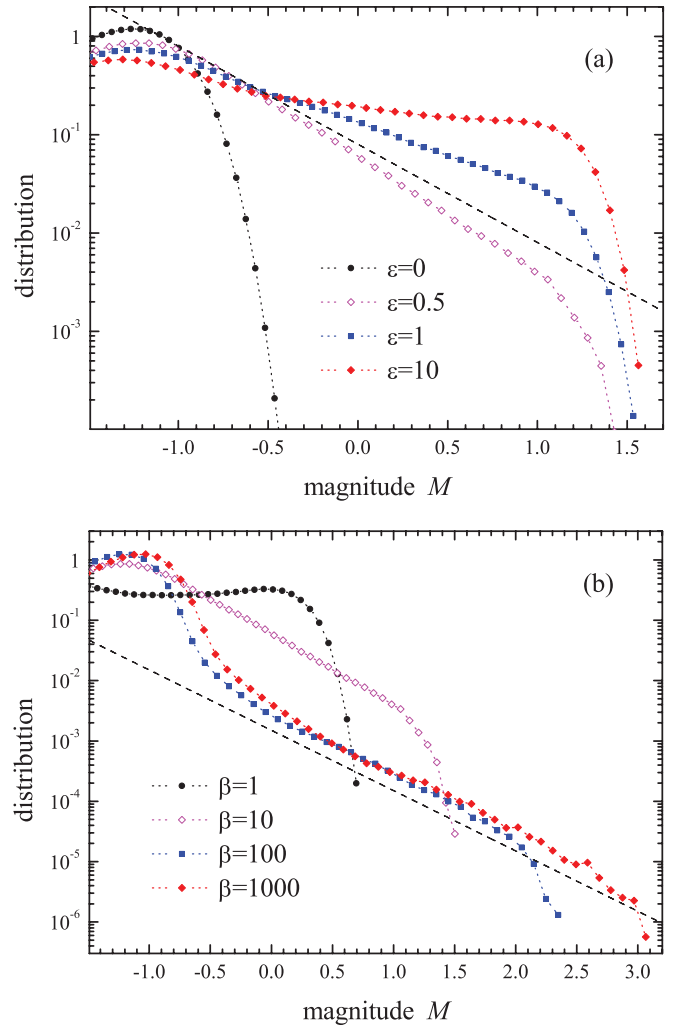 (a)
1
10⁻¹
10⁻²
10⁻³
distribution
ε=0
ε=0.5
ε=1
ε=10
-1.0 -0.5 0.0 0.5 1.0 1.5
magnitude M
(b)
1
10⁻¹
10⁻²
10⁻³
10⁻⁴
10⁻⁵
10⁻⁶
distribution
β=1
β=10
β=100
β=1000
-1.0 -0.5 0.0 0.5 1.0 1.5 2.0 2.5 3.0
magnitude M